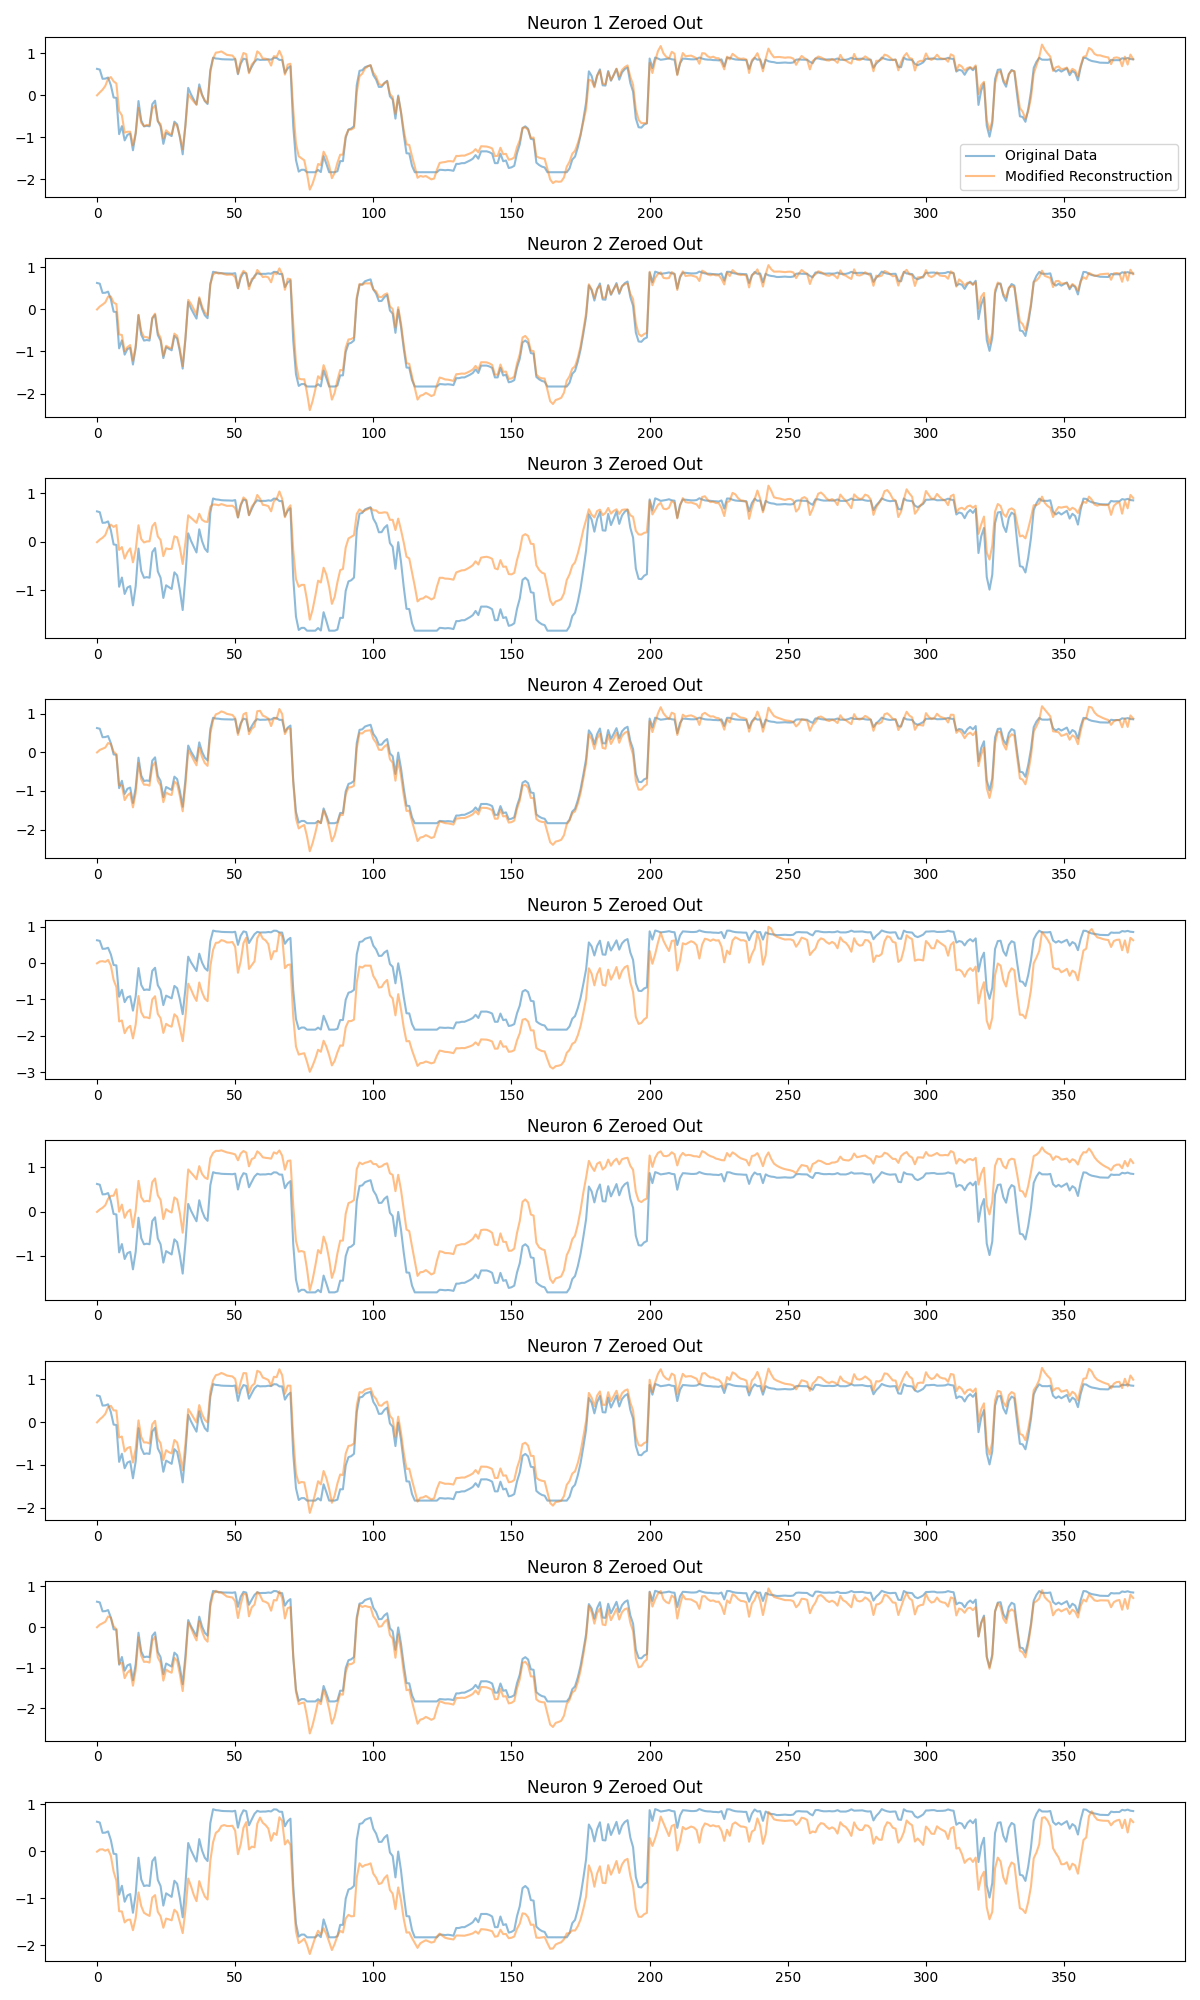 Neuron 1 Zeroed Out
1
0
−1
−2
Original Data
Modified Reconstruction
0 50 100 150 200 250 300 350
Neuron 2 Zeroed Out
1
0
−1
−2
0 50 100 150 200 250 300 350
Neuron 3 Zeroed Out
1
0
−1
0 50 100 150 200 250 300 350
Neuron 4 Zeroed Out
1
0
−1
−2
0 50 100 150 200 250 300 350
Neuron 5 Zeroed Out
1
0
−1
−2
−3
0 50 100 150 200 250 300 350
Neuron 6 Zeroed Out
1
0
−1
0 50 100 150 200 250 300 350
Neuron 7 Zeroed Out
1
0
−1
−2
0 50 100 150 200 250 300 350
Neuron 8 Zeroed Out
1
0
−1
−2
0 50 100 150 200 250 300 350
Neuron 9 Zeroed Out
1
0
−1
−2
0 50 100 150 200 250 300 350